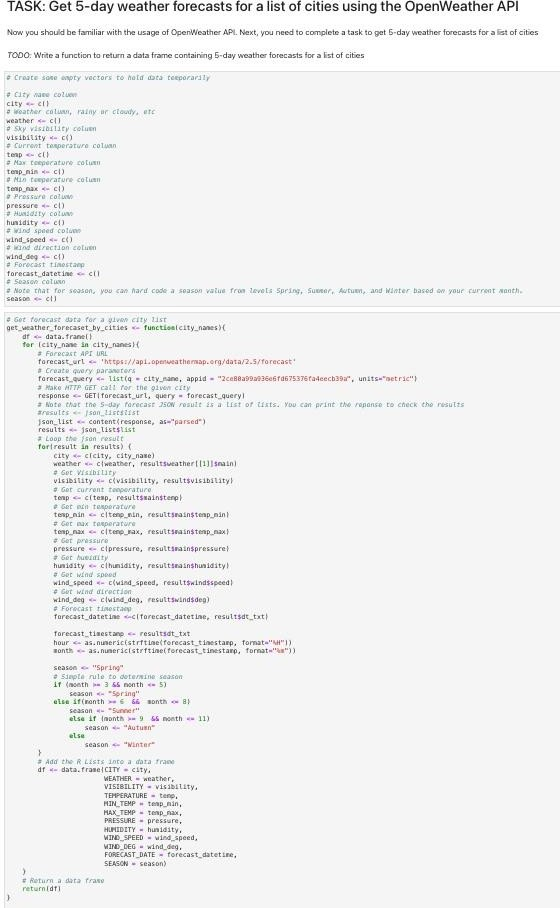 TASK: Get 5-day weather forecasts for a list of cities using the OpenWeather API
Now you should be familiar with the usage of OpenWeather API. Next, you need to complete a task to get 5-day weather forecasts for a list of cities
TODO: Write a function to return a data frame containing 5-day weather forecasts for a list of cities
# Create some empty vectors to hold data temporarily
# City name column
city <- c()
# Weather column, rainy or cloudy, etc
weather <- c()
# Sky visibility column
visibility <- c()
# Current temperature column
temp <- c()
# Max temperature column
temp_min <- c()
# Min temperature column
temp_max <- c()
# Pressure column
pressure <- c()
# Humidity column
humidity <- c()
# Wind speed column
wind_speed <- c()
# Wind direction column
wind_deg <- c()
# Forecast timestamp
forecast_datetime <- c()
# Season column
# Note that for season, you can hard code a season value from levels Spring, Summer, Autumn, and Winter based on your current month.
season <- c()
# Get forecast data for a given city list
get_weather_forecaset_by_cities <- function(city_names){
df <- data.frame()
for (city_name in city_names){
# Forecast API URL
forecast_url <- 'https://api.openweathermap.org/data/2.5/forecast'
# Create query parameters
forecast_query <- list(q = city_name, appid = "2ce80a99a936e6fd675376fa4eecb39a", units="metric")
# Make HTTP GET call for the given city
response <- GET(forecast_url, query = forecast_query)
# Note that the 5-day forecast JSON result is a list of lists. You can print the reponse to check the results
#results <- json_list$list
json_list <- content(response, as="parsed")
results <- json_list$list
# Loop the json result
for(result in results) {
city <- c(city, city_name)
weather <- c(weather, result$weather[[1]]$main)
# Get Visibility
visibility <- c(visibility, result$visibility)
# Get current temperature
temp <- c(temp, result$main$temp)
# Get min temperature
temp_min <- c(temp_min, result$main$temp_min)
# Get max temperature
temp_max <- c(temp_max, result$main$temp_max)
# Get pressure
pressure <- c(pressure, result$main$pressure)
# Get humidity
humidity <- c(humidity, result$main$humidity)
# Get wind speed
wind_speed <- c(wind_speed, result$wind$speed)
# Get wind direction
wind_deg <- c(wind_deg, result$wind$deg)
# Forecast timestamp
forecast_datetime <-c(forecast_datetime, result$dt_txt)
forecast_timestamp <- result$dt_txt
hour <- as.numeric(strftime(forecast_timestamp, format="%H"))
month <- as.numeric(strftime(forecast_timestamp, format="%m"))
season <- "Spring"
# Simple rule to determine season
if (month >= 3 && month <= 5)
season <- "Spring"
else if(month >= 6 && month <= 8)
season <- "Summer"
else if (month >= 9 && month <= 11)
season <- "Autumn"
else
season <- "Winter"
}
# Add the R Lists into a data frame
df <- data.frame(CITY = city,
WEATHER = weather,
VISIBILITY = visibility,
TEMPERATURE = temp,
MIN_TEMP = temp_min,
MAX_TEMP = temp_max,
PRESSURE = pressure,
HUMIDITY = humidity,
WIND_SPEED = wind_speed,
WIND_DEG = wind_deg,
FORECAST_DATE = forecast_datetime,
SEASON = season)
}
# Return a data frame
return(df)
}